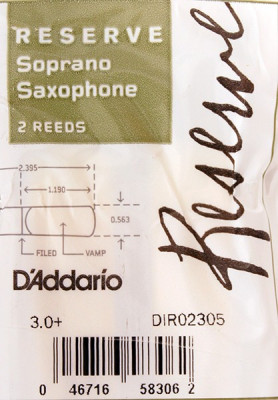 RESERVE
Soprano
Saxophone
2 REEDS
Reserve
2.395
1.190
0.563
FILED
VAMP
D'Addario
3.0+
DIR02305
0 46716 58306 2